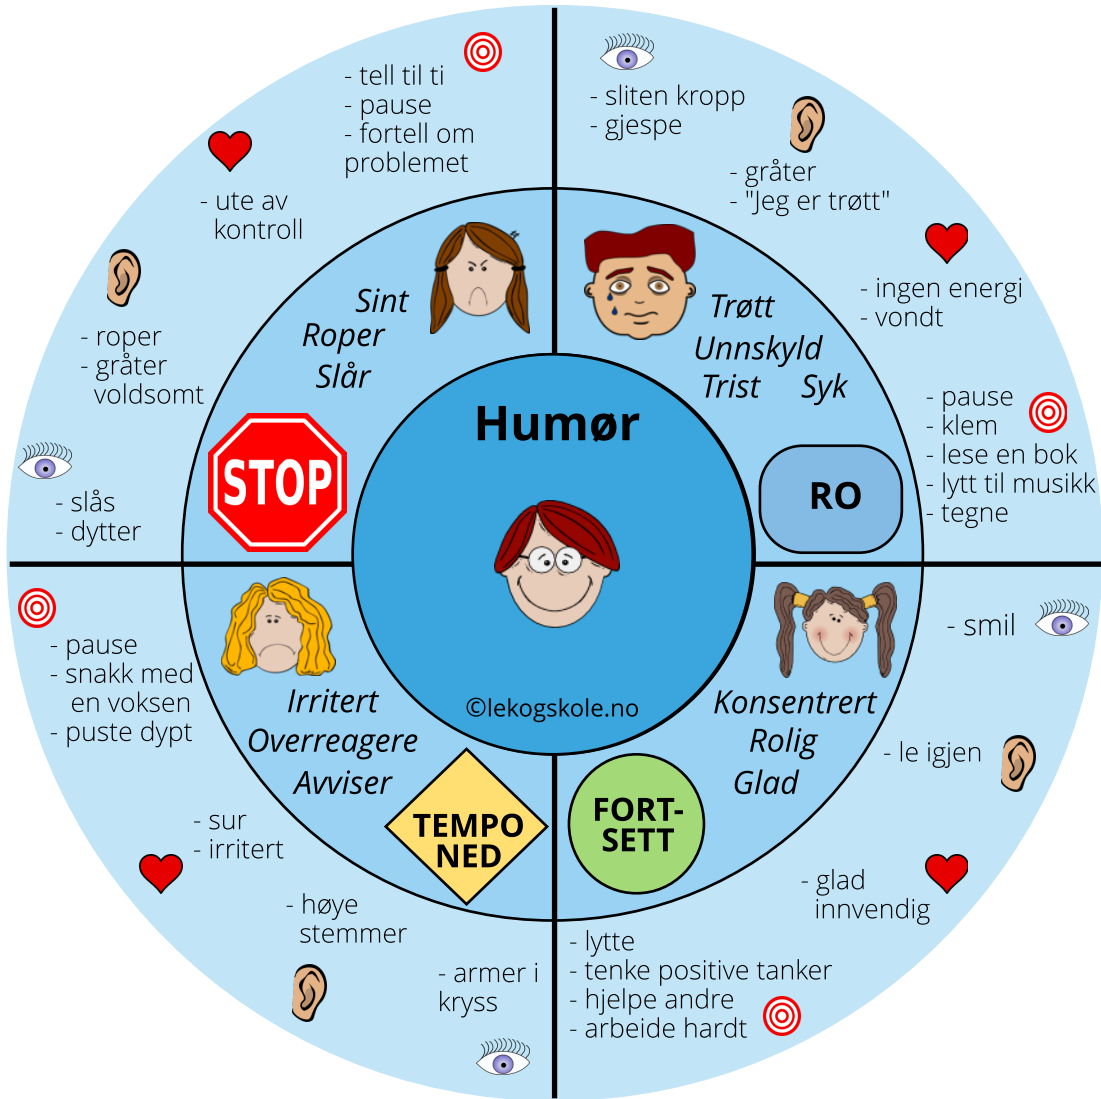 - tell til ti
- pause
- fortell om
problemet
- ute av
kontroll
- roper
- gråter
voldsomt
- slås
- dytter
Sint
Roper
Slår
STOP
- sliten kropp
- gjespe
- gråter
- "Jeg er trøtt"
- ingen energi
- vondt
- pause
- klem
- lese en bok
- lytt til musikk
- tegne
Trøtt
Unnskyld
Trist Syk
RO
Humør
©lekogskole.no
- pause
- snakk med
en voksen
- puste dypt
- sur
- irritert
- høye
stemmer
- armer i
kryss
Irritert
Overreagere
Avviser
TEMPO
NED
- smil
- le igjen
- glad
innvendig
- lytte
- tenke positive tanker
- hjelpe andre
- arbeide hardt
Konsentrert
Rolig
Glad
FORT-
SETT